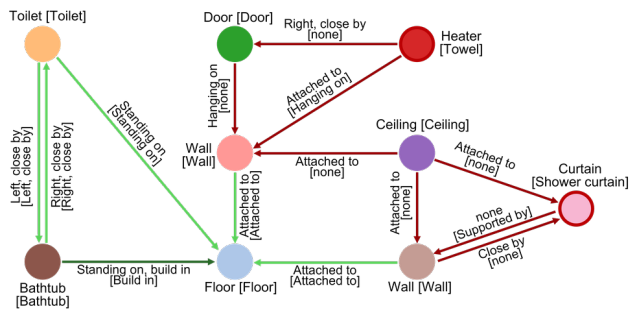 Toilet [Toilet]
Door [Door]
Right, close by
[none]
Heater
[Towel]
Left, close by
[Left, close by]
Right, close by
[Right, close by]
Standing on
[Standing on]
Hanging on
[none]
Attached to
[Hanging on]
Wall
[Wall]
Ceiling [Ceiling]
Attached to
[none]
Attached to
[none]
Curtain
[Shower curtain]
Attached to
[Attached to]
Attached to
[none]
none
[Supported by]
Close by
[none]
Standing on, build in
[Build in]
Attached to
[Attached to]
Bathtub
[Bathtub]
Floor [Floor]
Wall [Wall]